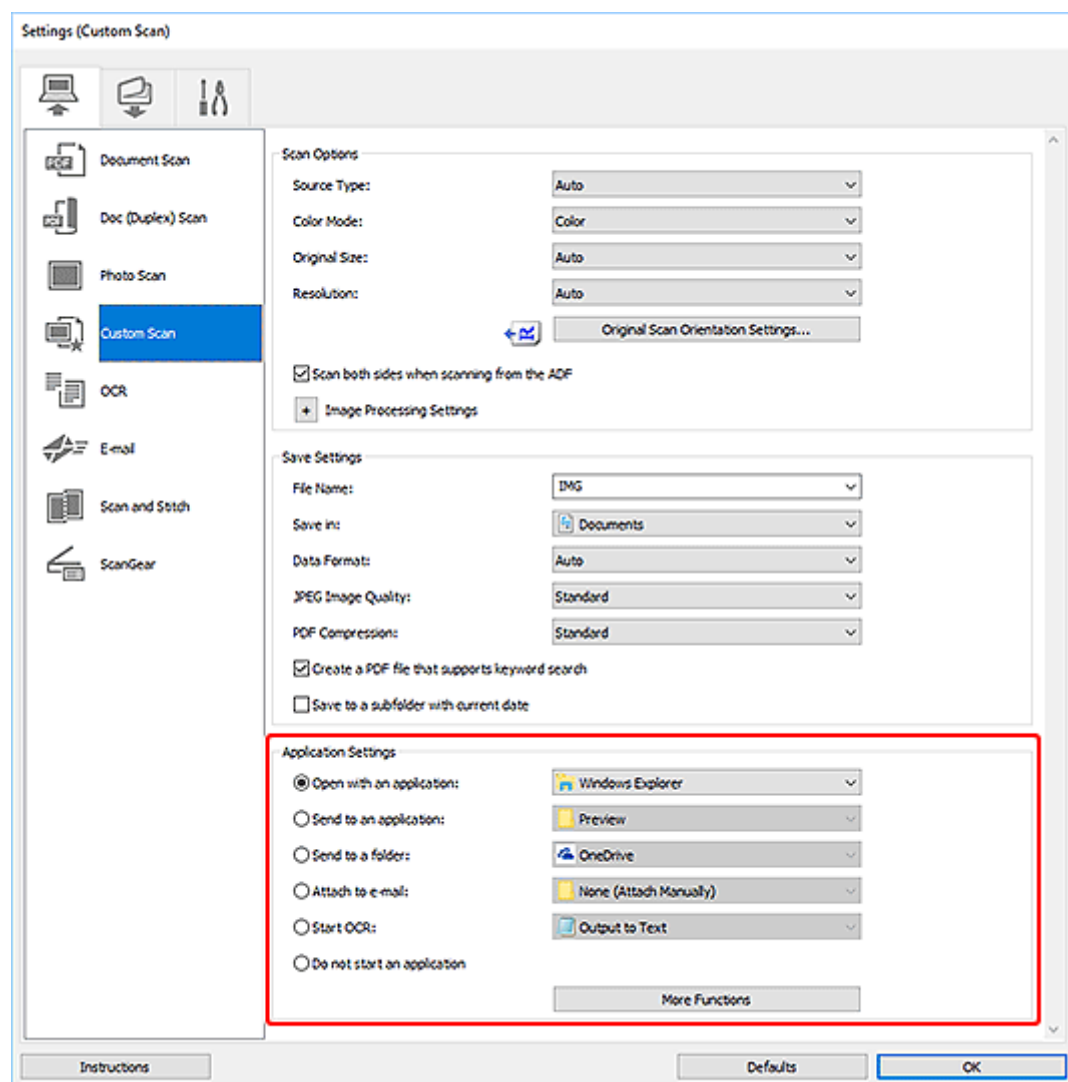 Settings (Custom Scan)
Document Scan
Doc (Duplex) Scan
Photo Scan
Custom Scan
OCR
E-mail
Scan and Stitch
ScanGear
Scan Options
Source Type: Auto
Color Mode: Color
Original Size: Auto
Resolution: Auto
Original Scan Orientation Settings...
Scan both sides when scanning from the ADF
+ Image Processing Settings
Save Settings
File Name: IMG
Save in: Documents
Data Format: Auto
JPEG Image Quality: Standard
PDF Compression: Standard
Create a PDF file that supports keyword search
Save to a subfolder with current date
Application Settings
Open with an application: Windows Explorer
Send to an application: Preview
Send to a folder: OneDrive
Attach to e-mail: None (Attach Manually)
Start OCR: Output to Text
Do not start an application
More Functions
Instructions Defaults OK